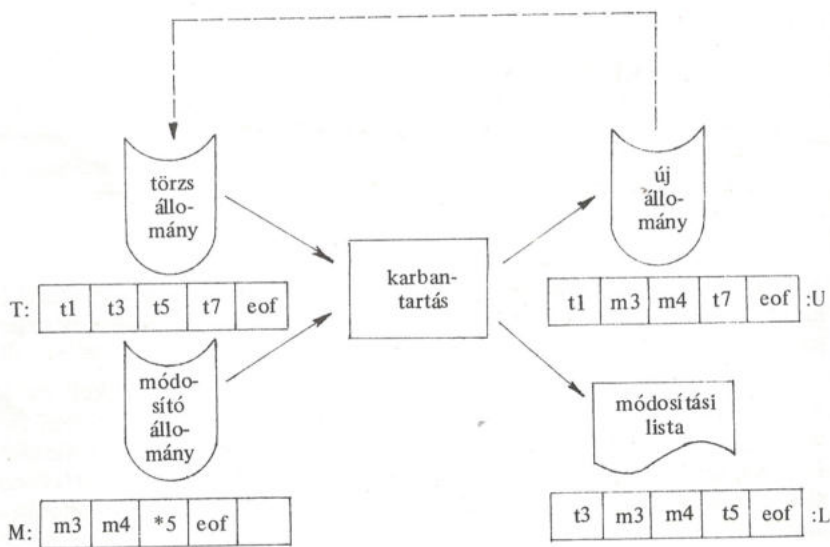 törzs
állo-
mány
új
állo-
mány
karban-
tartás
T: t1 t3 t5 t7 eof
t1 m3 m4 t7 eof :U
módo-
sító
állo-
mány
módosítási
lista
M: m3 m4 *5 eof
t3 m3 m4 t5 eof :L